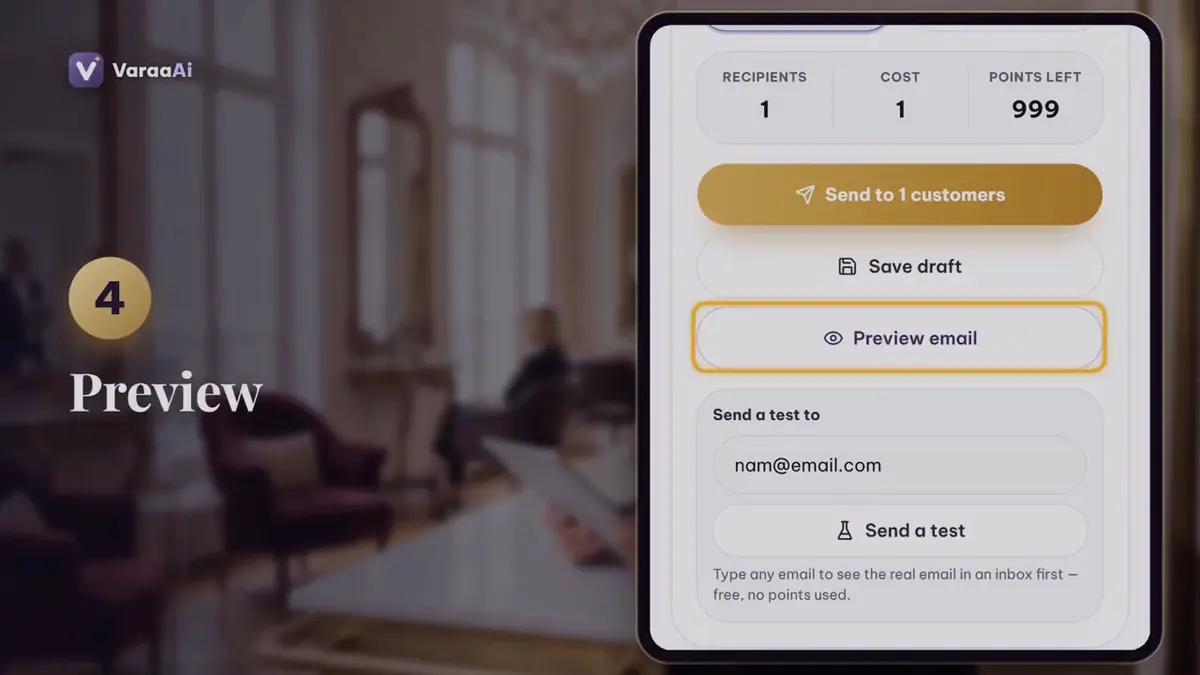 VaraaAi
4
Preview
RECIPIENTS
1
COST
1
POINTS LEFT
999
Send to 1 customers
Save draft
Preview email
Send a test to
nam@email.com
Send a test
Type any email to see the real email in an inbox first —
free, no points used.